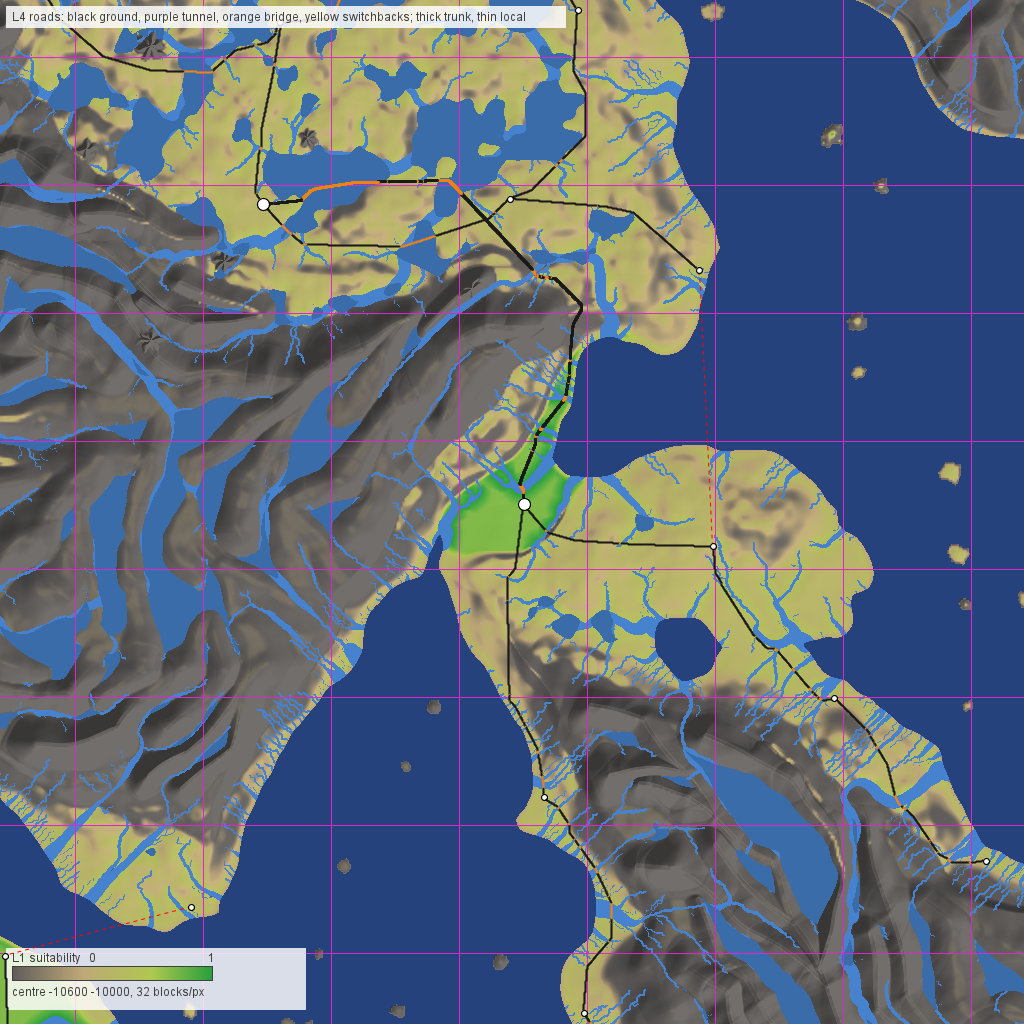 L4 roads: black ground, purple tunnel, orange bridge, yellow switchbacks; thick trunk, thin local
L1 suitability 0 1
centre -10600 -10000, 32 blocks/px